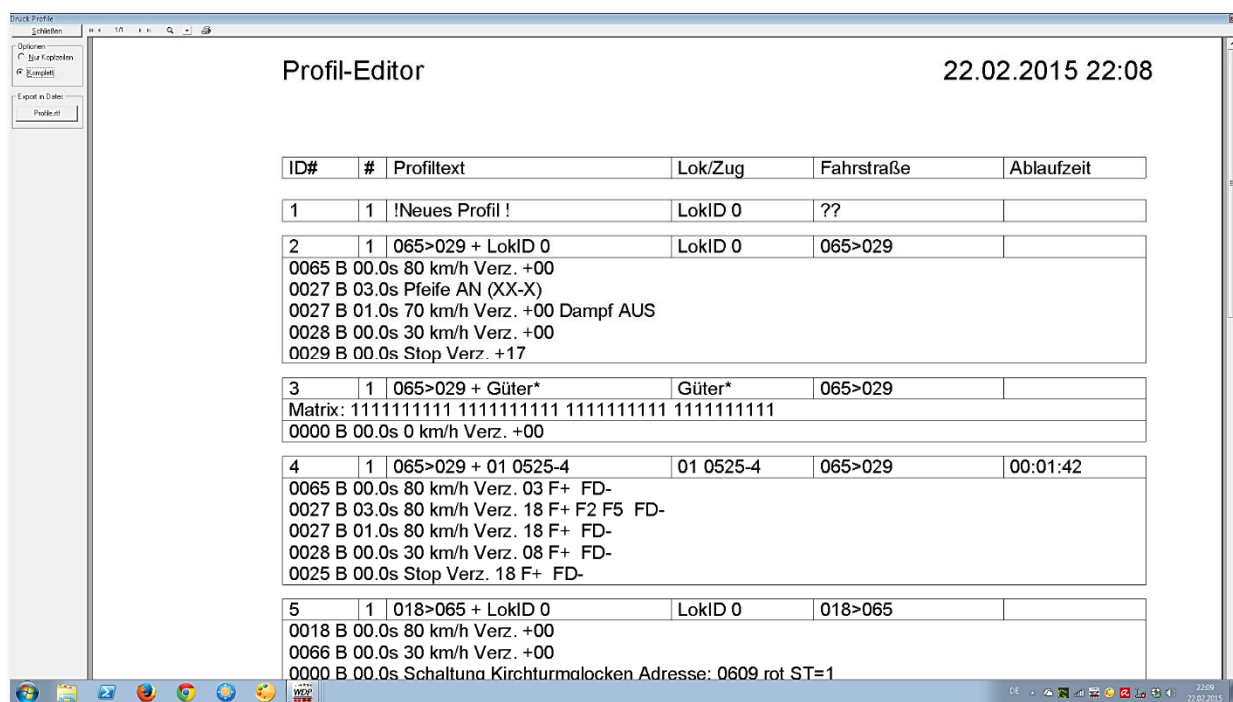 Druck Profile
Schließen
1/1
Optionen
Nur Kopfzeilen
Komplett
Export in Datei:
Profile.rtf
Profil-Editor 22.02.2015 22:08
ID# # Profiltext Lok/Zug Fahrstraße Ablaufzeit
1 1 !Neues Profil ! LokID 0 ??
2 1 065>029 + LokID 0 LokID 0 065>029
0065 B 00.0s 80 km/h Verz. +00
0027 B 03.0s Pfeife AN (XX-X)
0027 B 01.0s 70 km/h Verz. +00 Dampf AUS
0028 B 00.0s 30 km/h Verz. +00
0029 B 00.0s Stop Verz. +17
3 1 065>029 + Güter* Güter* 065>029
Matrix: 1111111111 1111111111 1111111111 1111111111
0000 B 00.0s 0 km/h Verz. +00
4 1 065>029 + 01 0525-4 01 0525-4 065>029 00:01:42
0065 B 00.0s 80 km/h Verz. 03 F+ FD-
0027 B 03.0s 80 km/h Verz. 18 F+ F2 F5 FD-
0027 B 01.0s 80 km/h Verz. 18 F+ FD-
0028 B 00.0s 30 km/h Verz. 08 F+ FD-
0025 B 00.0s Stop Verz. 18 F+ FD-
5 1 018>065 + LokID 0 LokID 0 018>065
0018 B 00.0s 80 km/h Verz. +00
0066 B 00.0s 30 km/h Verz. +00
0000 B 00.0s Schaltung Kirchturmglocken Adresse: 0609 rot ST=1
WDP
DE
22:09
22.02.2015